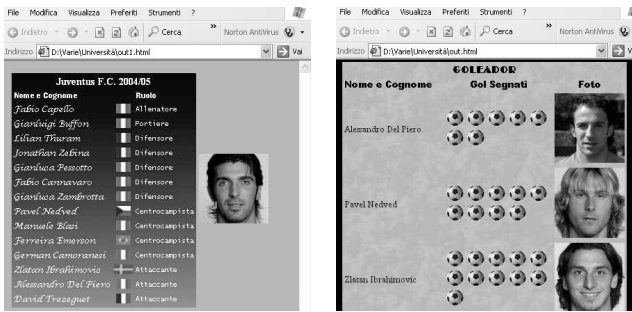 File Modifica Visualizza Preferiti Strumenti ?
Indietro Cerca » Norton AntiVirus
Indirizzo D:\Varie\Università\out1.html Vai
Juventus F.C. 2004/05
Nome e Cognome Ruolo
Fabio Capello Allenatore
Gianluigi Buffon Portiere
Lilian Thuram Difensore
Jonathan Zebina Difensore
Gianluca Pessotto Difensore
Fabio Cannavaro Difensore
Gianluca Zambrotta Difensore
Pavel Nedved Centrocampista
Manuele Blasi Centrocampista
Ferreira Emerson Centrocampista
German Camoranesi Centrocampista
Zlatan Ibrahimovic Attaccante
Alessandro Del Piero Attaccante
David Trezeguet Attaccante
File Modifica Visualizza Preferiti Strumenti ?
Indietro Cerca » Norton AntiVirus
Indirizzo D:\Varie\Università\out.html
GOLEADOR
Nome e Cognome Gol Segnati Foto
Alessandro Del Piero
Pavel Nedved
Zlatan Ibrahimovic